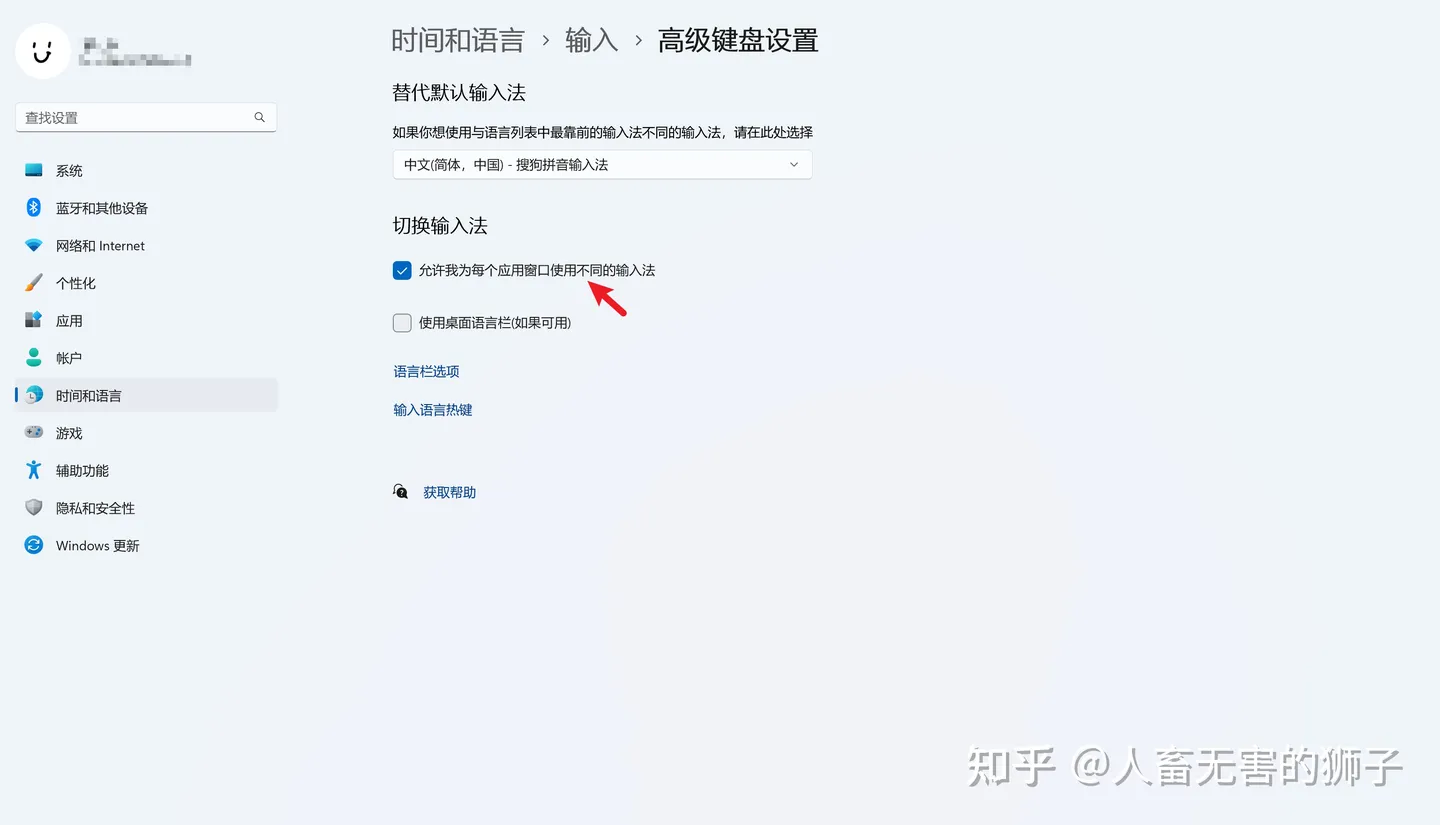 时间和语言 › 输入 › 高级键盘设置
替代默认输入法
查找设置
如果你想使用与语言列表中最靠前的输入法不同的输入法，请在此处选择
中文(简体，中国) - 搜狗拼音输入法
系统
蓝牙和其他设备
切换输入法
网络和 Internet
允许我为每个应用窗口使用不同的输入法
个性化
应用
使用桌面语言栏(如果可用)
帐户
语言栏选项
时间和语言
输入语言热键
游戏
辅助功能
获取帮助
隐私和安全性
Windows 更新
知乎 @人畜无害的狮子